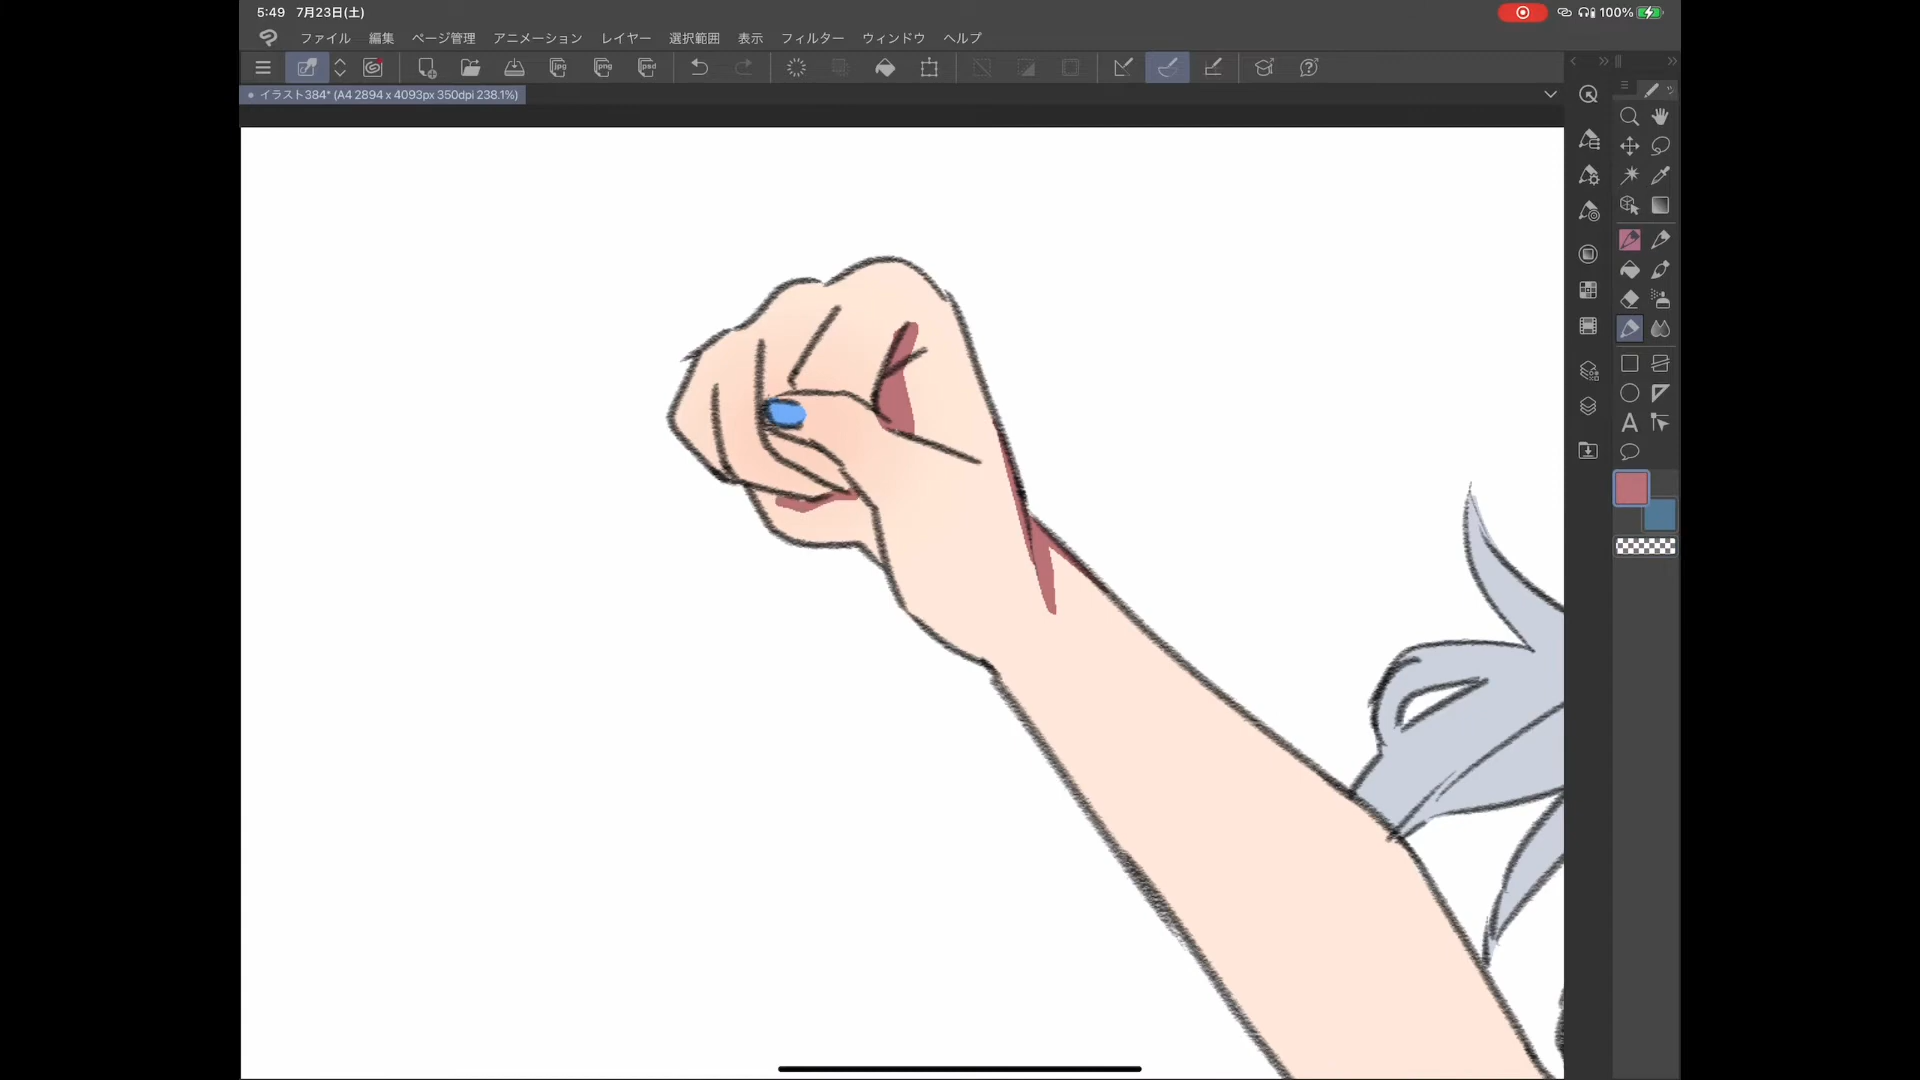 5:49 7月23日(土)
100%
ファイル 編集 ページ管理 アニメーション レイヤー 選択範囲 表示 フィルター ウィンドウ ヘルプ
jpg png psd
イラスト384* (A4 2894 x 4093px 350dpi 238.1%)
A